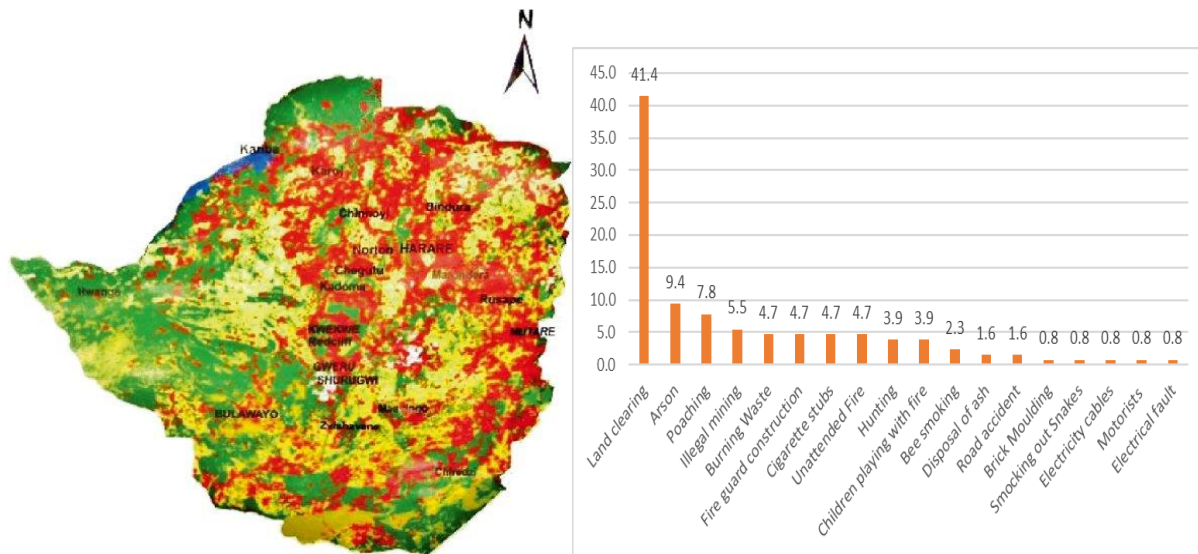 N
Kariba
Karoi
Chinhoyi
Bindura
Norton HARARE
Chegutu
Marondera
Kadoma
Hwange
Rusape
KWEKWE
MUTARE
Redcliff
GWERU
SHURUGWI
BULAWAYO
Masvingo
Zvishavane
Chiredzi
45.0
40.0
35.0
30.0
25.0
20.0
15.0
10.0
5.0
0.0
41.4
9.4
7.8
5.5
4.7
4.7
4.7
4.7
3.9
3.9
2.3
1.6
1.6
0.8
0.8
0.8
0.8
0.8
Land clearing
Arson
Poaching
Illegal mining
Burning Waste
Fire guard construction
Cigarette stubs
Unattended Fire
Hunting
Children playing with fire
Bee smoking
Disposal of ash
Road accident
Brick Moulding
Smocking out Snakes
Electricity cables
Motorists
Electrical fault